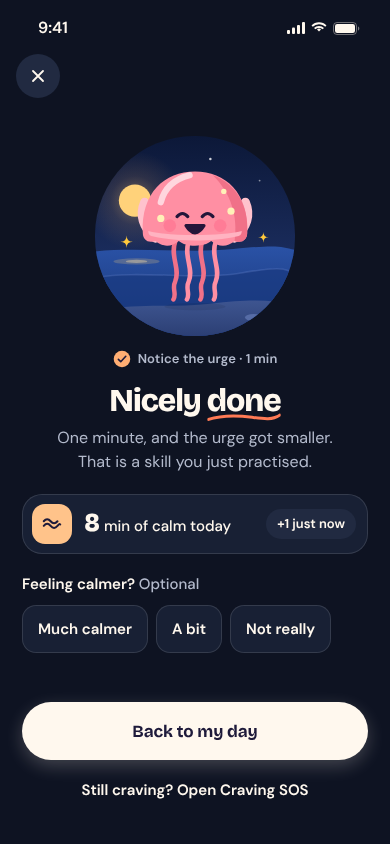 9:41
Notice the urge · 1 min
Nicely done
One minute, and the urge got smaller.
That is a skill you just practised.
8 min of calm today
+1 just now
Feeling calmer? Optional
Much calmer
A bit
Not really
Back to my day
Still craving? Open Craving SOS